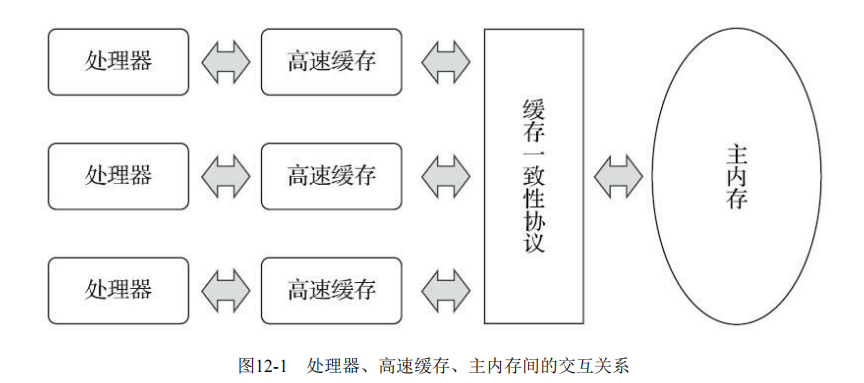 处理器
高速缓存
处理器
高速缓存
处理器
高速缓存
缓存一致性协议
主内存
图12-1 处理器、高速缓存、主内存间的交互关系